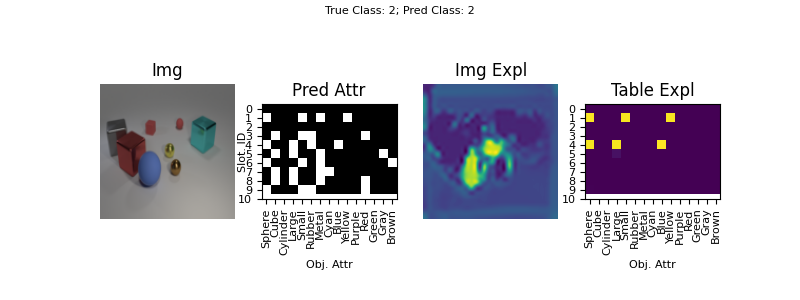 True Class: 2; Pred Class: 2
Img
Pred Attr
Img Expl
Table Expl
Slot. ID
0
1
2
3
4
5
6
7
8
9
10
Sphere
Cube
Cylinder
Large
Small
Rubber
Metal
Cyan
Blue
Yellow
Purple
Red
Green
Gray
Brown
Obj. Attr
0
1
2
3
4
5
6
7
8
9
10
Sphere
Cube
Cylinder
Large
Small
Rubber
Metal
Cyan
Blue
Yellow
Purple
Red
Green
Gray
Brown
Obj. Attr